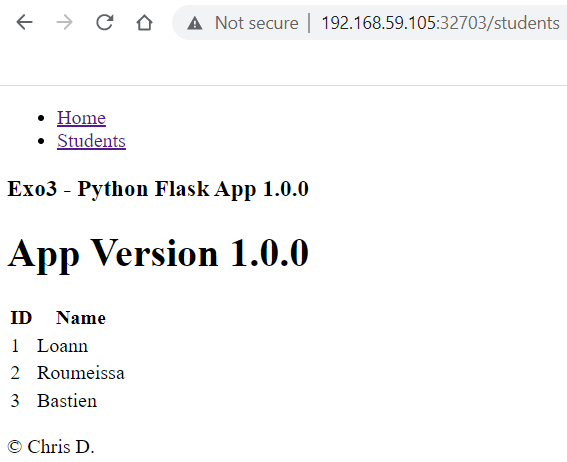 Not secure | 192.168.59.105:32703/students
Home
Students
Exo3 - Python Flask App 1.0.0
App Version 1.0.0
ID Name
1 Loann
2 Roumeissa
3 Bastien
© Chris D.